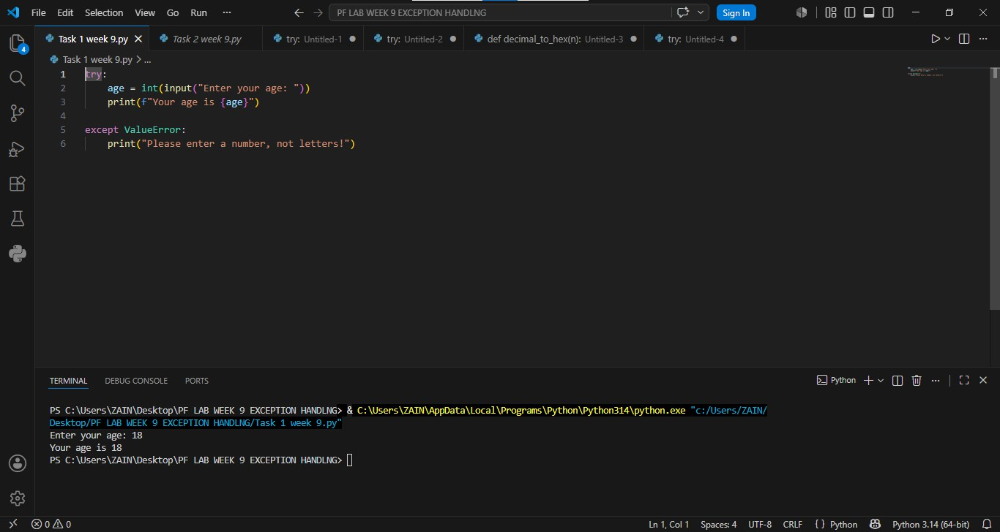 File Edit Selection View Go Run ···
PF LAB WEEK 9 EXCEPTION HANDLNG
Sign In
4
Task 1 week 9.py
Task 2 week 9.py
try: Untitled-1
try: Untitled-2
def decimal_to_hex(n): Untitled-3
try: Untitled-4
Task 1 week 9.py > ...
1 try:
2 age = int(input("Enter your age: "))
3 print(f"Your age is {age}")
4
5 except ValueError:
6 print("Please enter a number, not letters!")
TERMINAL DEBUG CONSOLE PORTS
Python
PS C:\Users\ZAIN\Desktop\PF LAB WEEK 9 EXCEPTION HANDLNG> & C:\Users\ZAIN\AppData\Local\Programs\Python\Python314\python.exe "c:/Users/ZAIN/
Desktop/PF LAB WEEK 9 EXCEPTION HANDLNG/Task 1 week 9.py"
Enter your age: 18
Your age is 18
PS C:\Users\ZAIN\Desktop\PF LAB WEEK 9 EXCEPTION HANDLNG>
0 0
Ln 1, Col 1 Spaces: 4 UTF-8 CRLF { } Python Python 3.14 (64-bit)